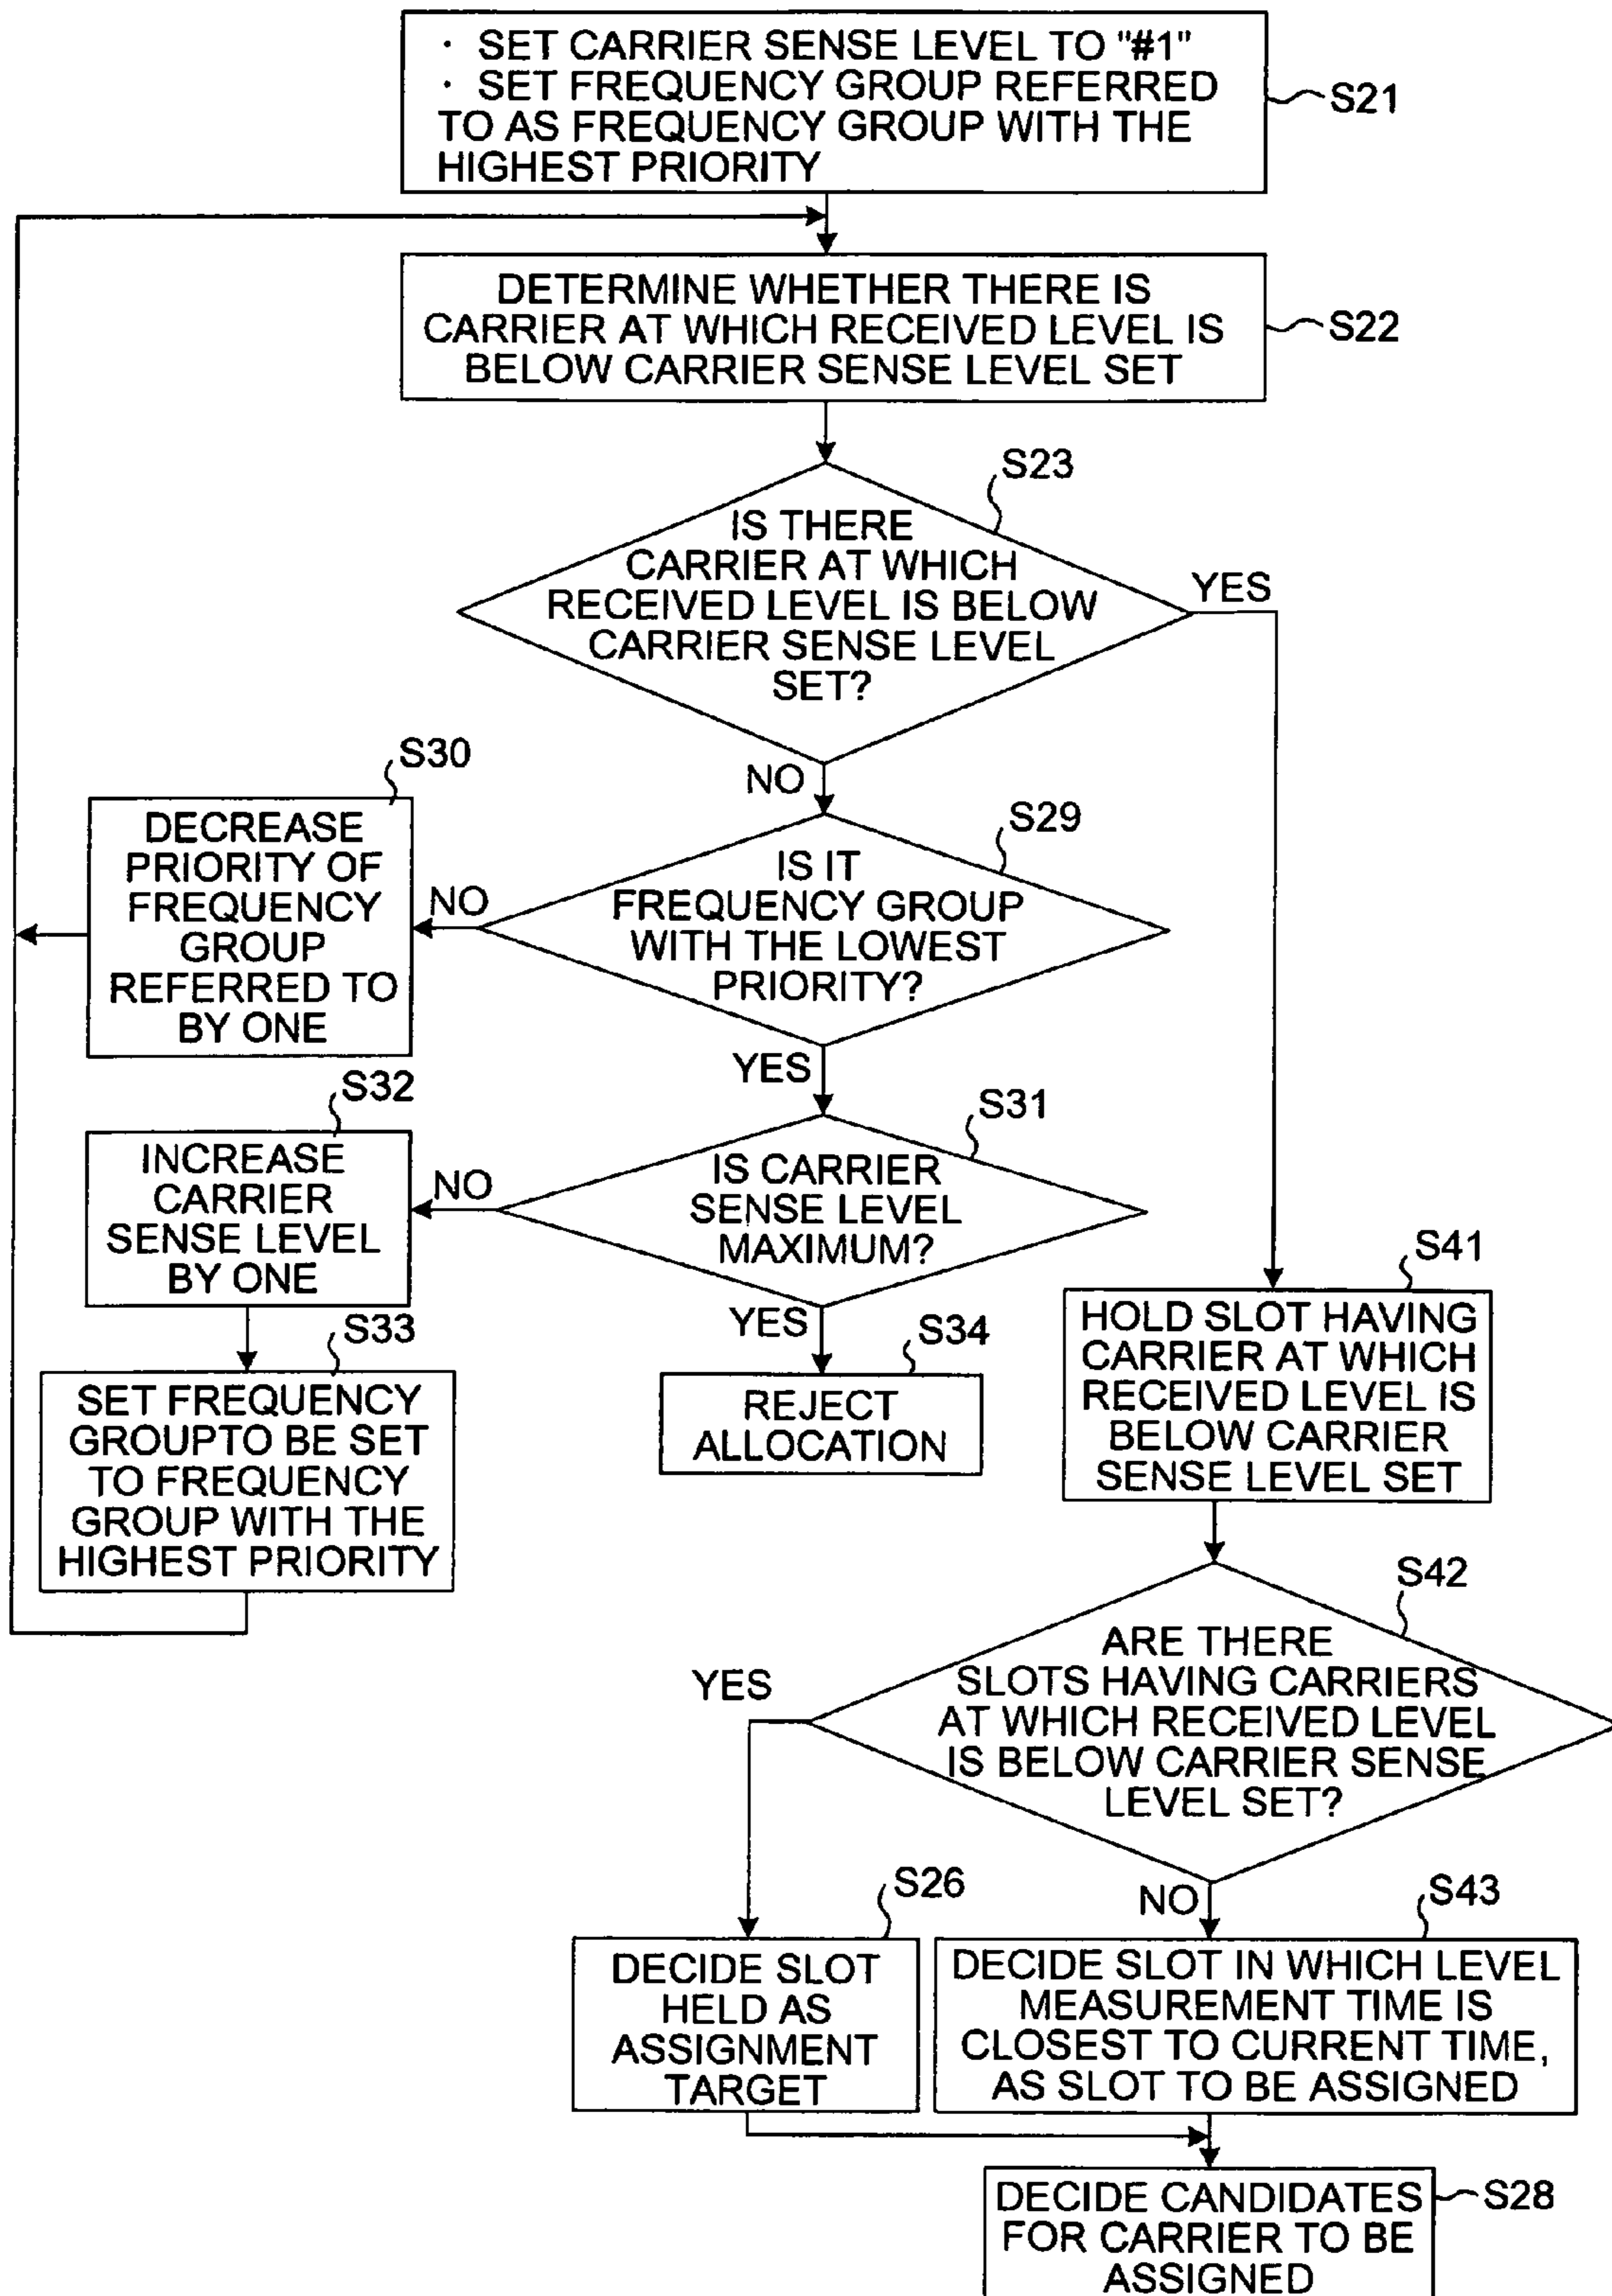 · SET CARRIER SENSE LEVEL TO "#1"
· SET FREQUENCY GROUP REFERRED
TO AS FREQUENCY GROUP WITH THE
HIGHEST PRIORITY
S21
DETERMINE WHETHER THERE IS
CARRIER AT WHICH RECEIVED LEVEL IS
BELOW CARRIER SENSE LEVEL SET
S22
S23
IS THERE
CARRIER AT WHICH
RECEIVED LEVEL IS BELOW
CARRIER SENSE LEVEL
SET?
YES
NO
S30
DECREASE
PRIORITY OF
FREQUENCY
GROUP
REFERRED TO
BY ONE
NO
S29
IS IT
FREQUENCY GROUP
WITH THE LOWEST
PRIORITY?
YES
S32
INCREASE
CARRIER
SENSE LEVEL
BY ONE
NO
S31
IS CARRIER
SENSE LEVEL
MAXIMUM?
YES
S33
SET FREQUENCY
GROUPTO BE SET
TO FREQUENCY
GROUP WITH THE
HIGHEST PRIORITY
S34
REJECT
ALLOCATION
S41
HOLD SLOT HAVING
CARRIER AT WHICH
RECEIVED LEVEL IS
BELOW CARRIER
SENSE LEVEL SET
S42
ARE THERE
SLOTS HAVING CARRIERS
AT WHICH RECEIVED LEVEL
IS BELOW CARRIER SENSE
LEVEL SET?
YES
NO
S26
DECIDE SLOT
HELD AS
ASSIGNMENT
TARGET
S43
DECIDE SLOT IN WHICH LEVEL
MEASUREMENT TIME IS
CLOSEST TO CURRENT TIME,
AS SLOT TO BE ASSIGNED
DECIDE CANDIDATES
FOR CARRIER TO BE
ASSIGNED
S28